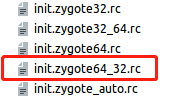 init.zygote32.rc
init.zygote32_64.rc
init.zygote64.rc
init.zygote64_32.rc
init.zygote_auto.rc